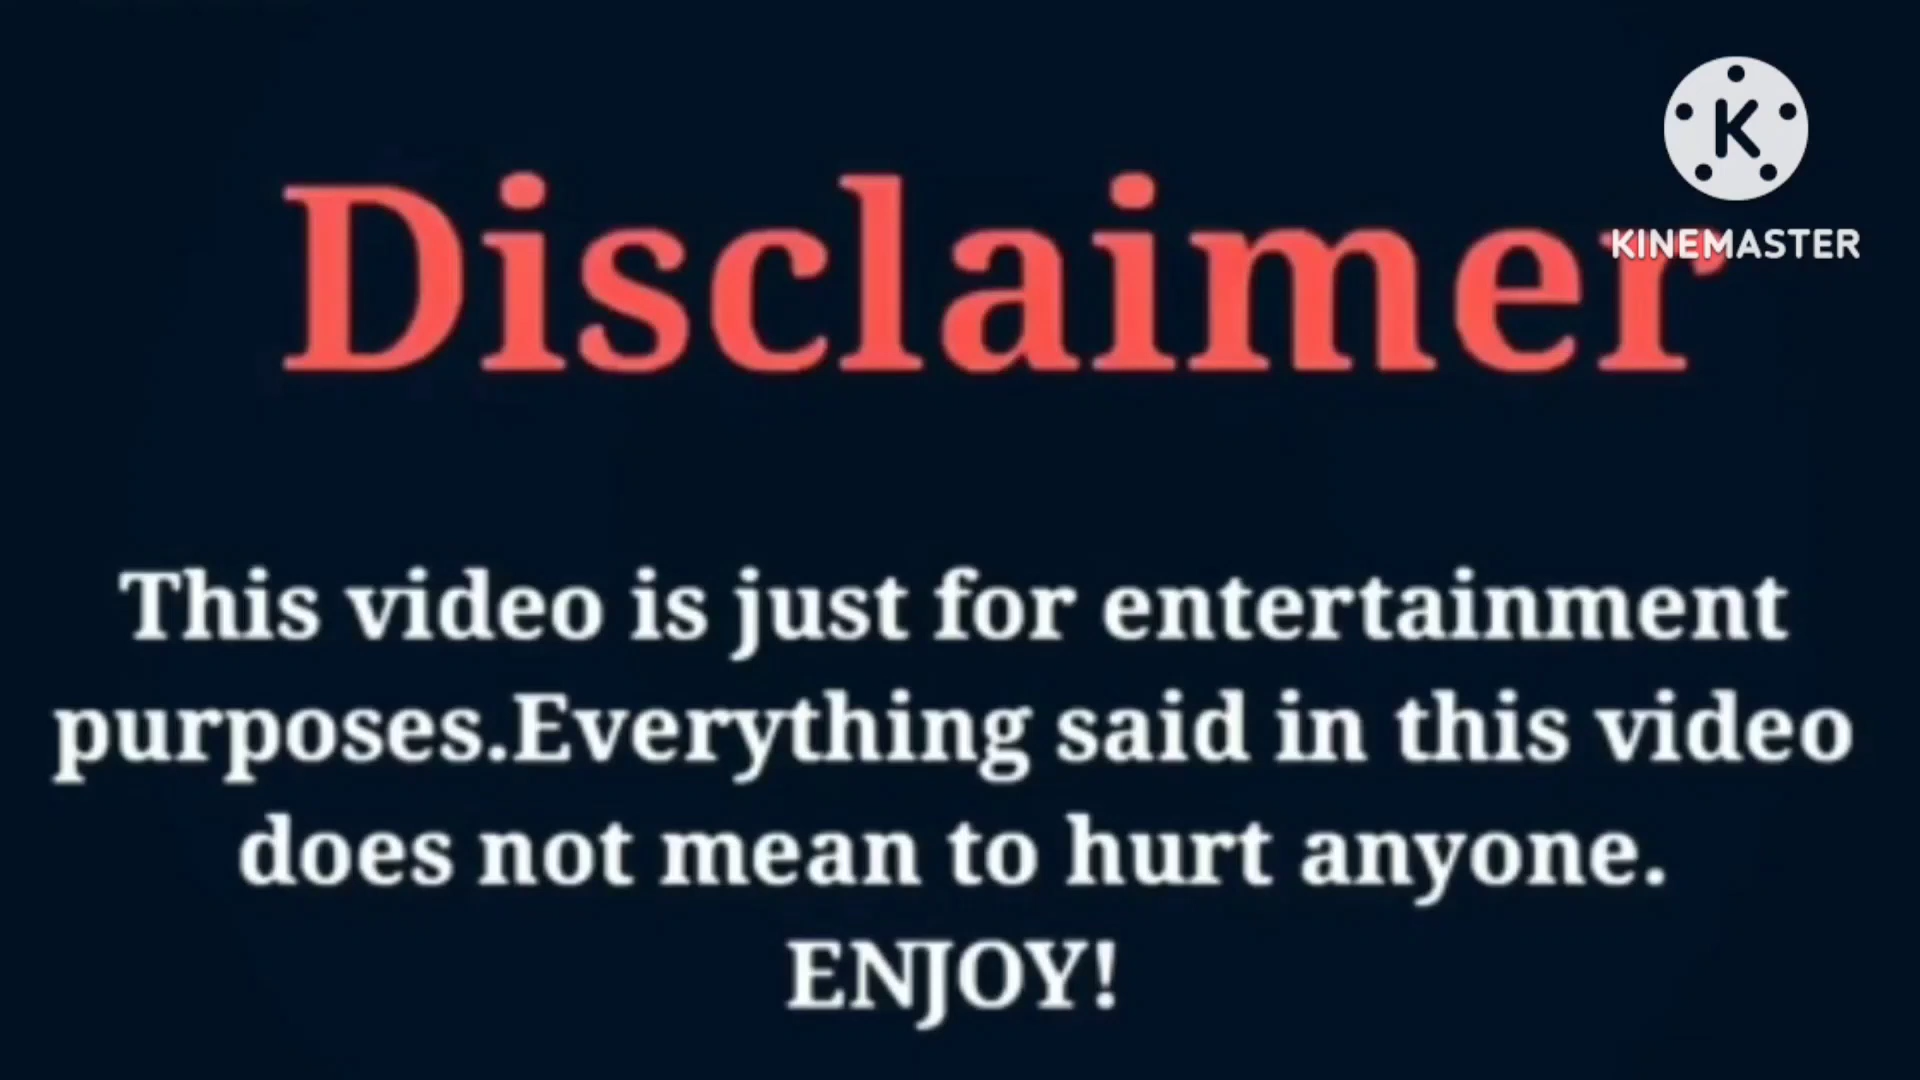 K
KINEMASTER
Disclaimer
This video is just for entertainment
purposes.Everything said in this video
does not mean to hurt anyone.
ENJOY!